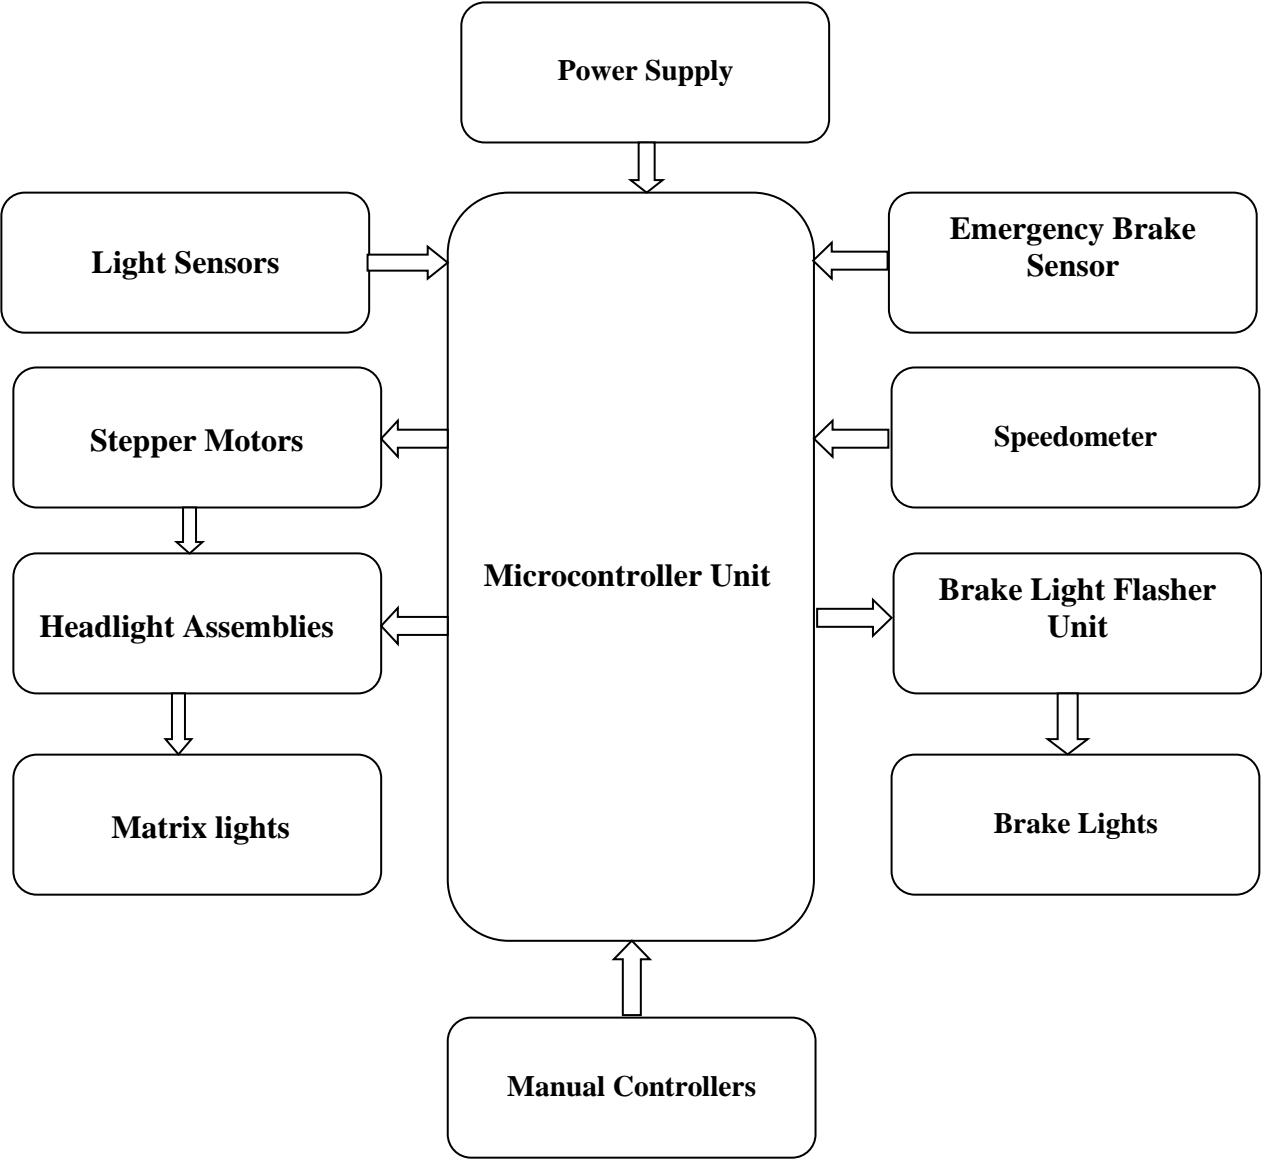 Power Supply
Light Sensors
Emergency Brake
Sensor
Stepper Motors
Speedometer
Microcontroller Unit
Headlight Assemblies
Brake Light Flasher
Unit
Matrix lights
Brake Lights
Manual Controllers